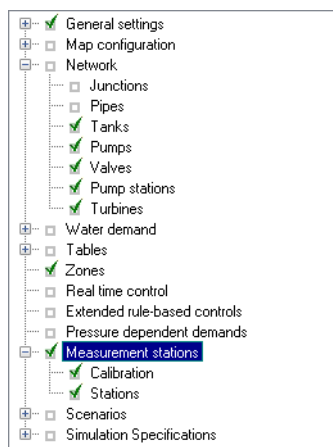 General settings
Map configuration
Network
Junctions
Pipes
Tanks
Pumps
Valves
Pump stations
Turbines
Water demand
Tables
Zones
Real time control
Extended rule-based controls
Pressure dependent demands
Measurement stations
Calibration
Stations
Scenarios
Simulation Specifications